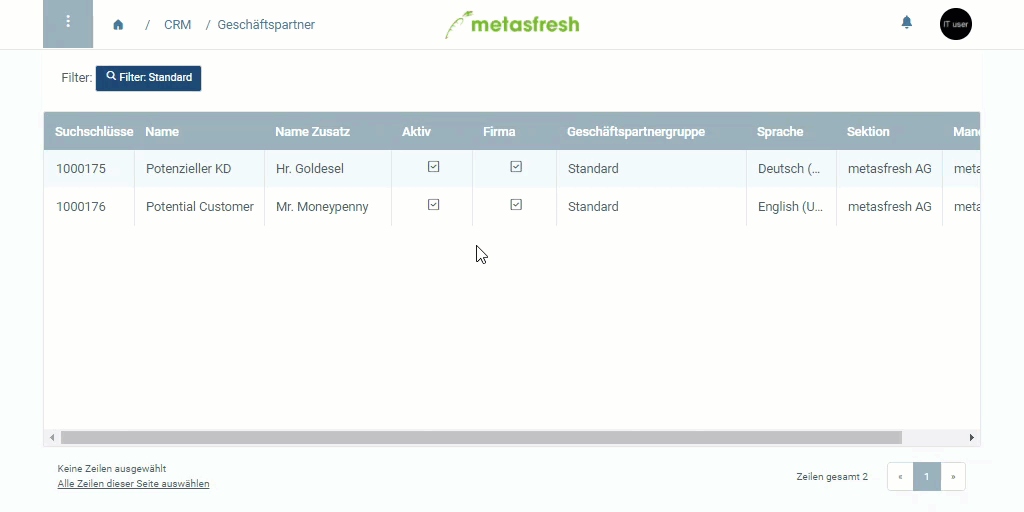 / CRM / Geschäftspartner
metasfresh
IT user
Filter: Filter: Standard
Suchschlüsse Name Name Zusatz Aktiv Firma Geschäftspartnergruppe Sprache Sektion Man
1000175 Potenzieller KD Hr. Goldesel Standard Deutsch (... metasfresh AG meta
1000176 Potential Customer Mr. Moneypenny Standard English (U... metasfresh AG meta
Keine Zeilen ausgewählt
Alle Zeilen dieser Seite auswählen
Zeilen gesamt 2 « 1 »